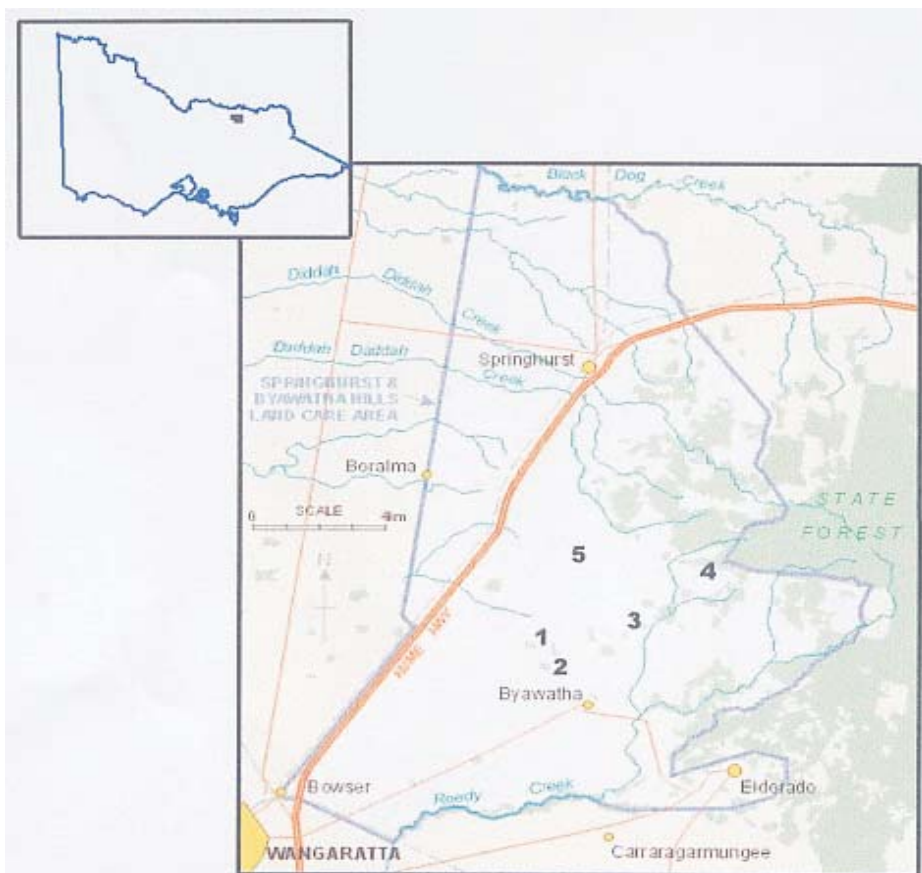 Black Dog Creek
Diddah Diddah Creek
Daddah Daddah Creek
Springhurst
SPRINGHURST &
BYAWATHA HILLS
LAND CARE AREA
Boralma
SCALE
0 4km
STATE
FOREST
N
5
4
3
1
2
HUME HWY
Byawatha
Bowser
Reedy Creek
Eldorado
WANGARATTA
Carraragarmungee